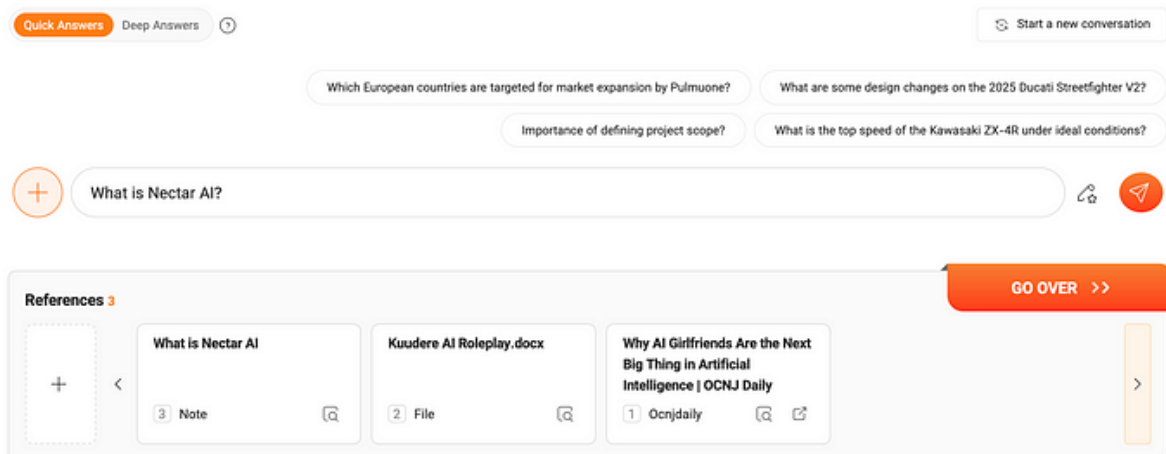 Quick Answers Deep Answers ?
Start a new conversation
Which European countries are targeted for market expansion by Pulmuone?
What are some design changes on the 2025 Ducati Streetfighter V2?
Importance of defining project scope?
What is the top speed of the Kawasaki ZX-4R under ideal conditions?
What is Nectar AI?
GO OVER >>
References 3
What is Nectar AI
3 Note
Kuudere AI Roleplay.docx
2 File
Why AI Girlfriends Are the Next
Big Thing in Artificial
Intelligence | OCNJ Daily
1 Ocnjdaily